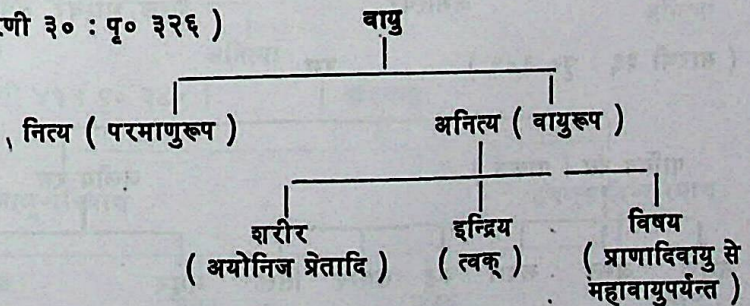 णी ३० : पृ० ३२६ )
वायु
नित्य ( परमाणुरूप )
अनित्य ( वायुरूप )
शरीर
( अयोनिज प्रेतादि )
इन्द्रिय
( त्वक् )
विषय
( प्राणादिवायु से
महावायुपर्यन्त )